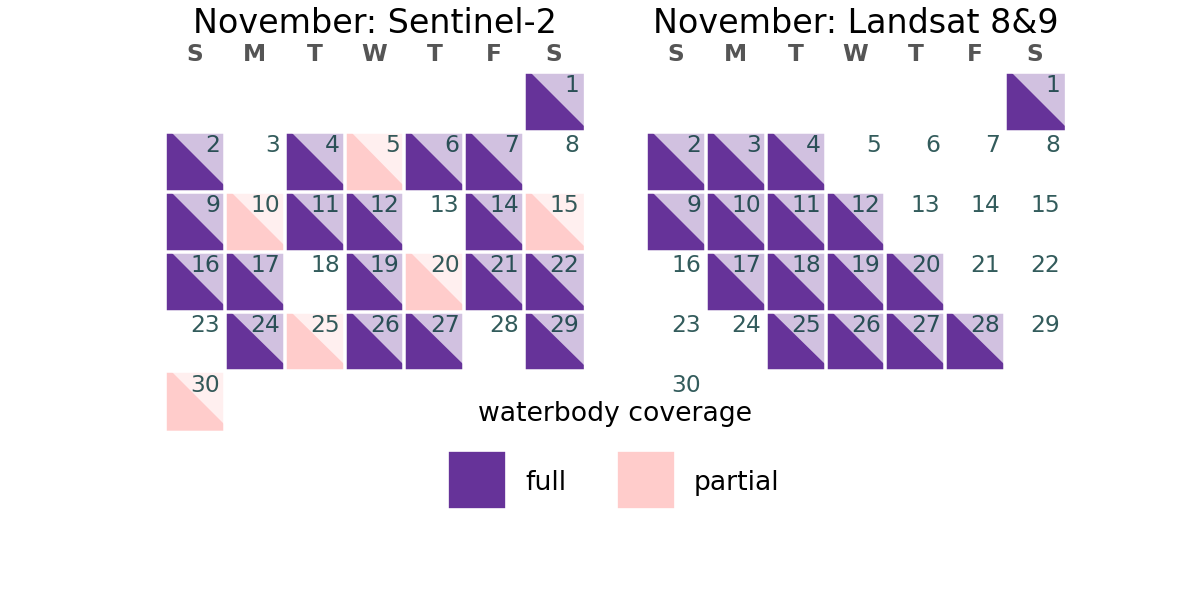 November: Sentinel-2
S M T W T F S
1
2 3 4 5 6 7 8
9 10 11 12 13 14 15
16 17 18 19 20 21 22
23 24 25 26 27 28 29
30
November: Landsat 8&9
S M T W T F S
1
2 3 4 5 6 7 8
9 10 11 12 13 14 15
16 17 18 19 20 21 22
23 24 25 26 27 28 29
30
waterbody coverage
full partial